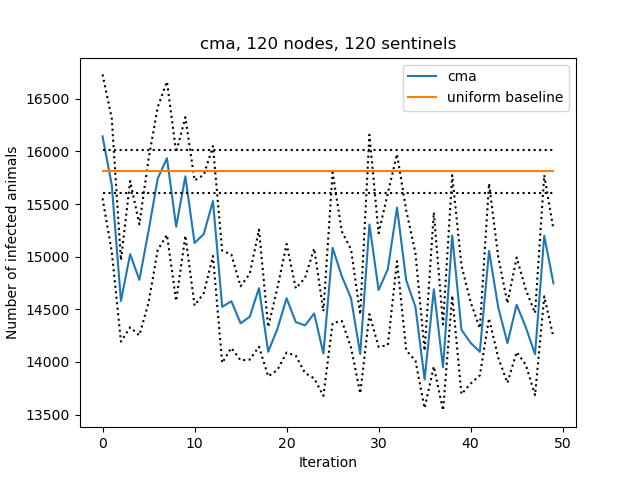 cma, 120 nodes, 120 sentinels
cma
uniform baseline
Number of infected animals
16500
16000
15500
15000
14500
14000
13500
0 10 20 30 40 50
Iteration